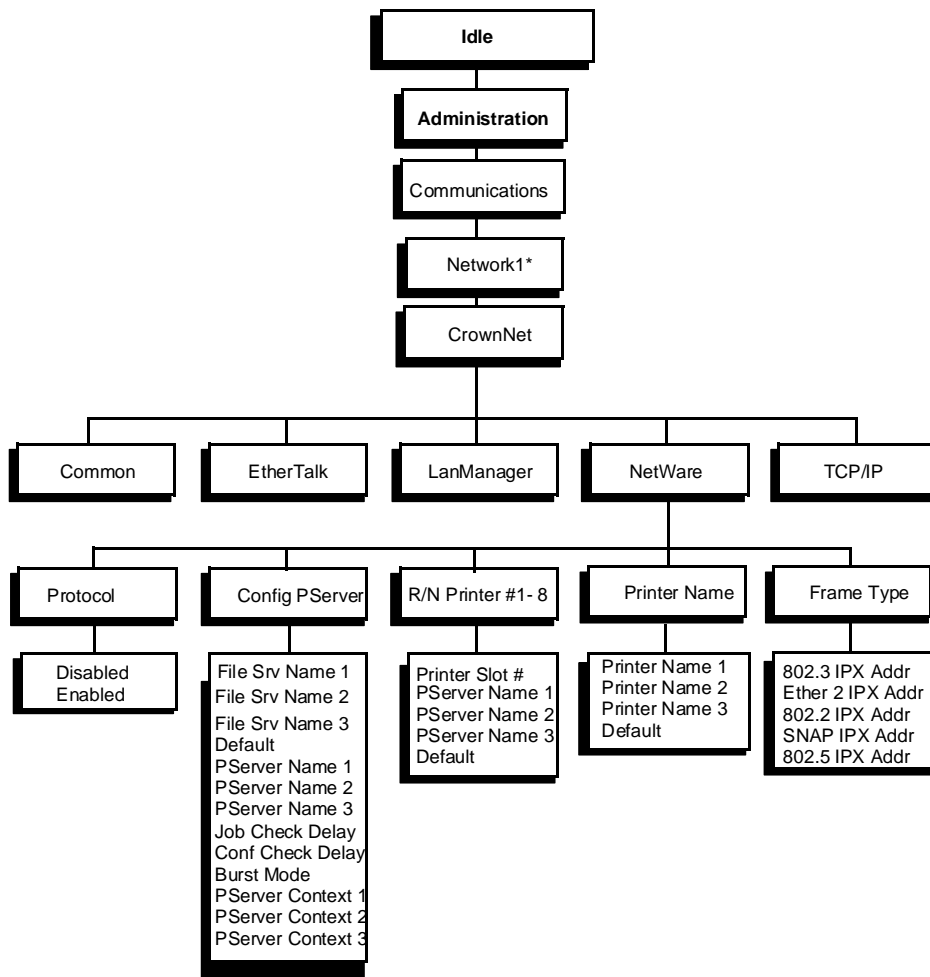 Idle
Administration
Communications
Network1*
CrownNet
Common
EtherTalk
LanManager
NetWare
TCP/IP
Protocol
Config PServer
R/N Printer #1- 8
Printer Name
Frame Type
Disabled
Enabled
File Srv Name 1
File Srv Name 2
File Srv Name 3
Default
PServer Name 1
PServer Name 2
PServer Name 3
Job Check Delay
Conf Check Delay
Burst Mode
PServer Context 1
PServer Context 2
PServer Context 3
Printer Slot #
PServer Name 1
PServer Name 2
PServer Name 3
Default
Printer Name 1
Printer Name 2
Printer Name 3
Default
802.3 IPX Addr
Ether 2 IPX Addr
802.2 IPX Addr
SNAP IPX Addr
802.5 IPX Addr